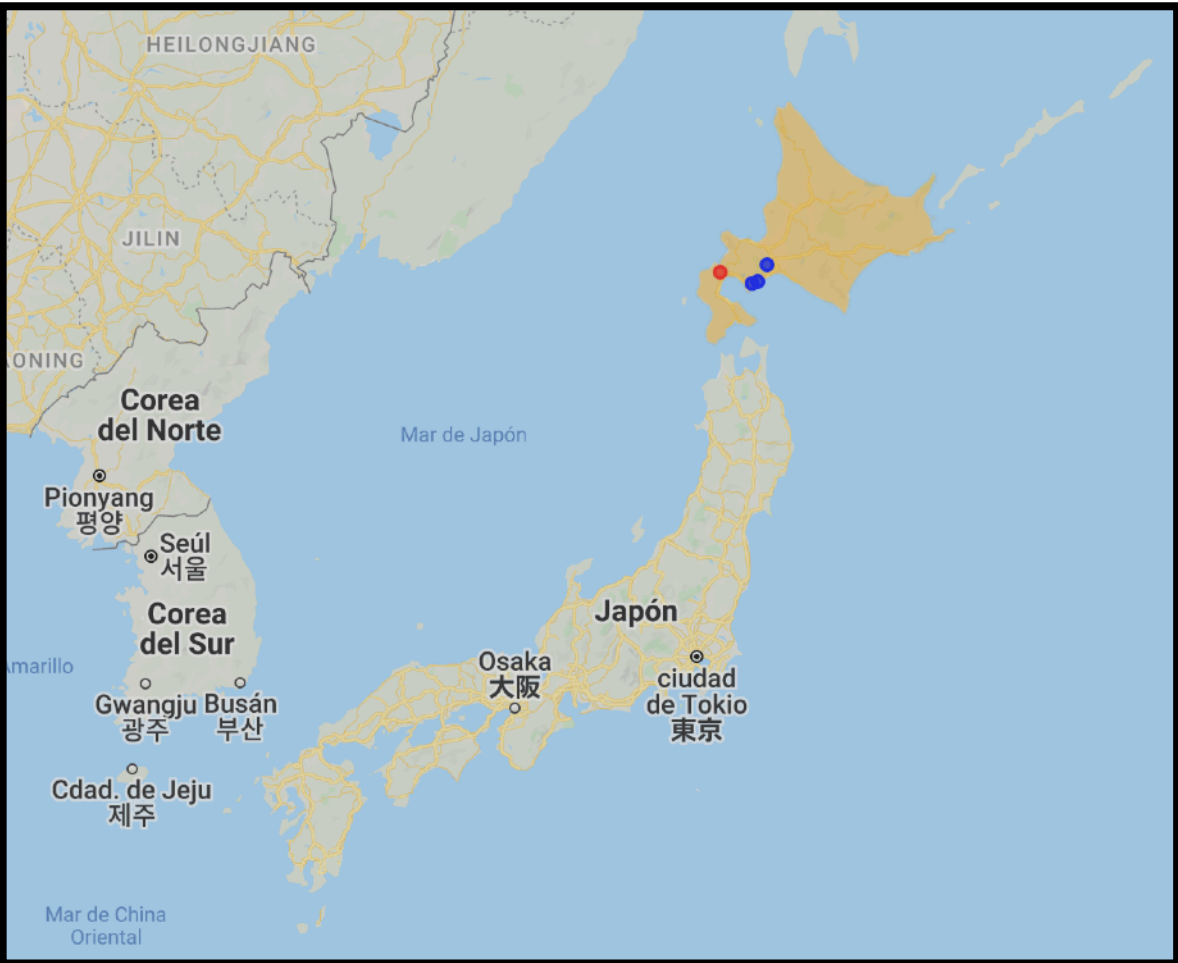 HEILONGJIANG
JILIN
AONING
Corea
del Norte
Mar de Japón
Pionyang
평양
Seúl
서울
Corea
del Sur
Japón
Amarillo
Osaka
大阪
ciudad
de Tokio
東京
Gwangju
광주
Busán
부산
Cdad. de Jeju
제주
Mar de China
Oriental